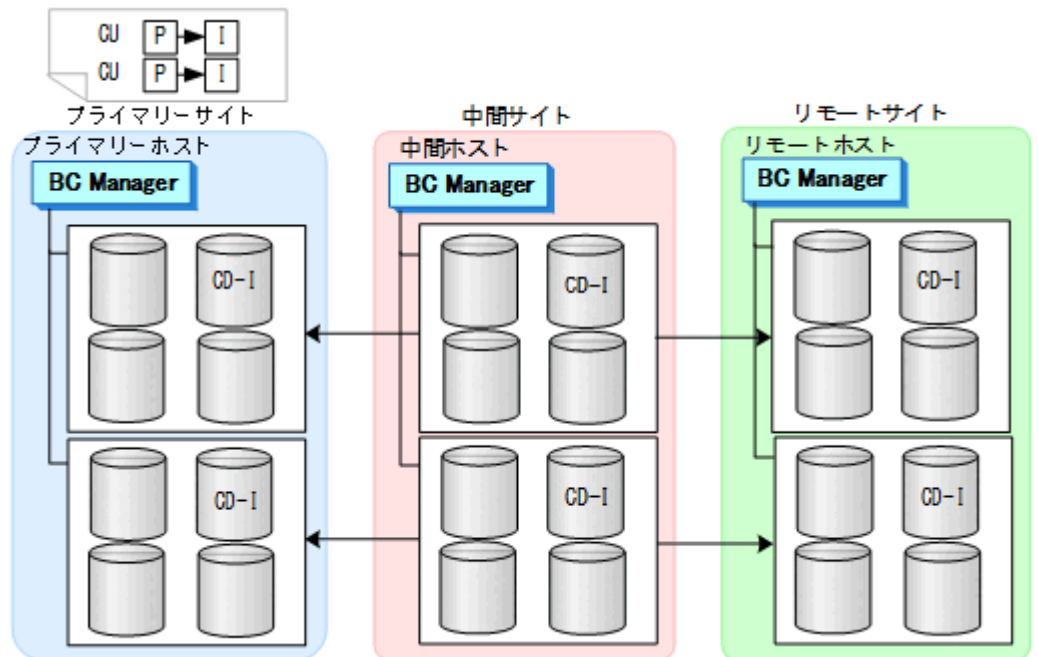 CU P I
CU P I
プライマリーサイト
中間サイト
リモートサイト
プライマリーホスト
中間ホスト
リモートホスト
BC Manager
BC Manager
BC Manager
CD-I
CD-I
CD-I
CD-I
CD-I
CD-I